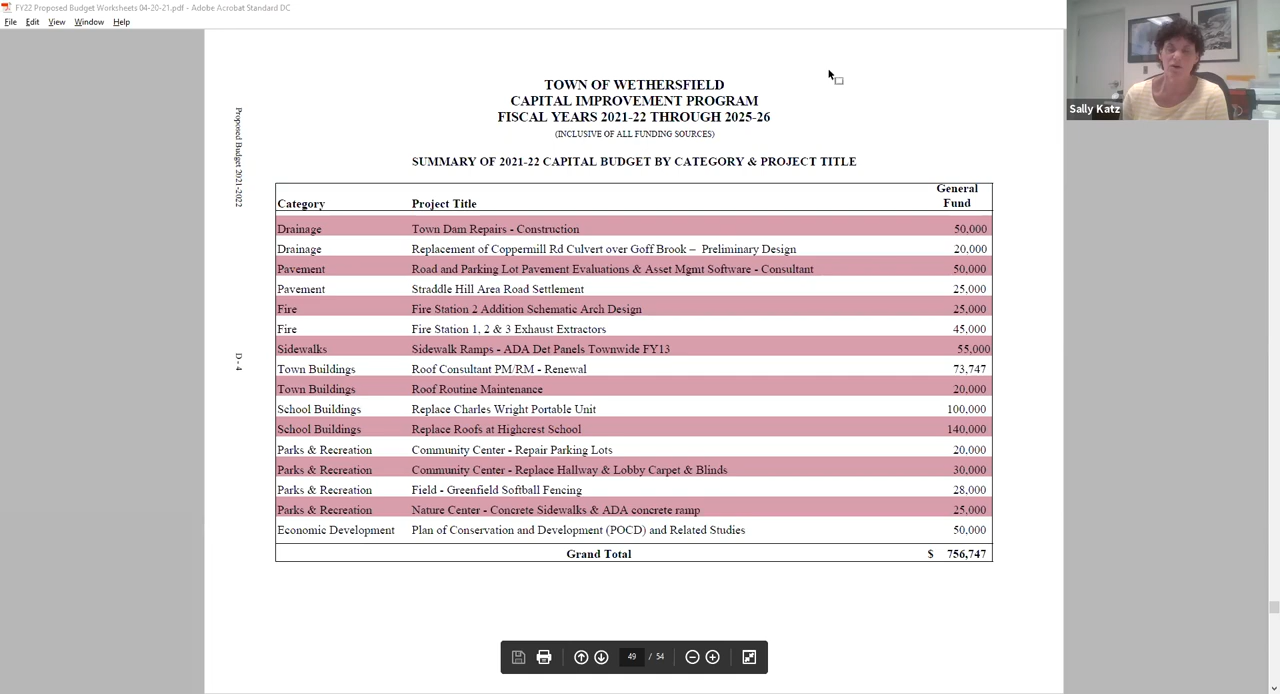 FY22 Proposed Budget Worksheets 04-20-21.pdf - Adobe Acrobat Standard DC
File Edit View Window Help
Sally Katz
Proposed Budget 2021-2022
D - 4
TOWN OF WETHERSFIELD
CAPITAL IMPROVEMENT PROGRAM
FISCAL YEARS 2021-22 THROUGH 2025-26
(INCLUSIVE OF ALL FUNDING SOURCES)
SUMMARY OF 2021-22 CAPITAL BUDGET BY CATEGORY & PROJECT TITLE
Category Project Title General Fund
Drainage Town Dam Repairs - Construction 50,000
Drainage Replacement of Coppermill Rd Culvert over Goff Brook – Preliminary Design 20,000
Pavement Road and Parking Lot Pavement Evaluations & Asset Mgmt Software - Consultant 50,000
Pavement Straddle Hill Area Road Settlement 25,000
Fire Fire Station 2 Addition Schematic Arch Design 25,000
Fire Fire Station 1, 2 & 3 Exhaust Extractors 45,000
Sidewalks Sidewalk Ramps - ADA Det Panels Townwide FY13 55,000
Town Buildings Roof Consultant PM/RM - Renewal 73,747
Town Buildings Roof Routine Maintenance 20,000
School Buildings Replace Charles Wright Portable Unit 100,000
School Buildings Replace Roofs at Highcrest School 140,000
Parks & Recreation Community Center - Repair Parking Lots 20,000
Parks & Recreation Community Center - Replace Hallway & Lobby Carpet & Blinds 30,000
Parks & Recreation Field - Greenfield Softball Fencing 28,000
Parks & Recreation Nature Center - Concrete Sidewalks & ADA concrete ramp 25,000
Economic Development Plan of Conservation and Development (POCD) and Related Studies 50,000
Grand Total $ 756,747
49 / 54